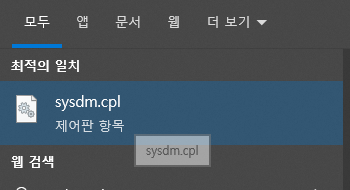 모두 앱 문서 웹 더 보기
최적의 일치
sysdm.cpl
제어판 항목
sysdm.cpl
웹 검색